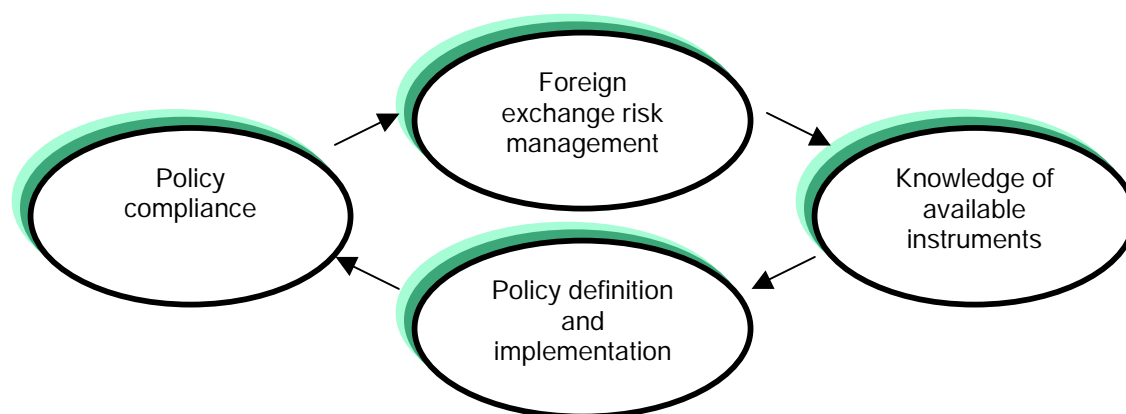 Foreign
exchange risk
management
Policy
compliance
Knowledge of
available
instruments
Policy definition
and
implementation